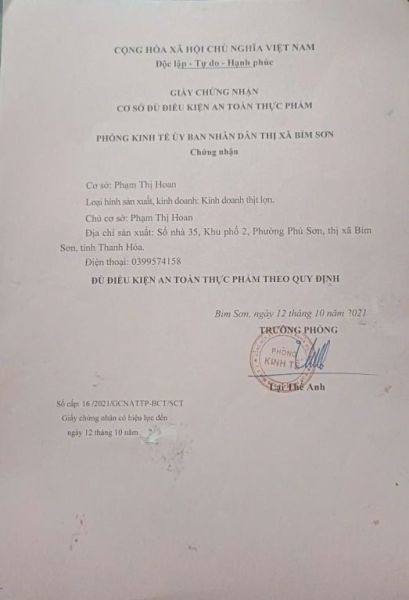 CỘNG HÒA XÃ HỘI CHỦ NGHĨA VIỆT NAM
Độc lập - Tự do - Hạnh phúc
GIẤY CHỨNG NHẬN
CƠ SỞ ĐỦ ĐIỀU KIỆN AN TOÀN THỰC PHẨM
PHÒNG KINH TẾ ỦY BAN NHÂN DÂN THỊ XÃ BỈM SƠN
Chứng nhận
Cơ sở: Phạm Thị Hoan
Loại hình sản xuất, kinh doanh: Kinh doanh thịt lợn.
Chủ cơ sở: Phạm Thị Hoan
Địa chỉ sản xuất: Số nhà 35, Khu phố 2, Phường Phú Sơn, thị xã Bỉm
Sơn, tỉnh Thanh Hóa.
Điện thoại: 0399574158
ĐỦ ĐIỀU KIỆN AN TOÀN THỰC PHẨM THEO QUY ĐỊNH
Bỉm Sơn, ngày 12 tháng 10 năm 2021
TRƯỞNG PHÒNG
PHÒNG
KINH TẾ
Lại Thế Anh
Số cấp: 16 /2021/GCNATTP-BCT/SCT
Giấy chứng nhận có hiệu lực đến
ngày 12 tháng 10 năm